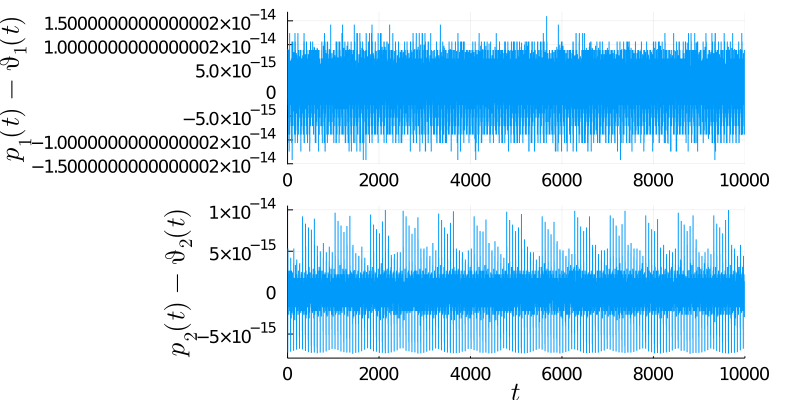 p₁(t) − ϑ₁(t)
1.5000000000000002×10⁻¹⁴
1.0000000000000002×10⁻¹⁴
5.0×10⁻¹⁵
0
−5.0×10⁻¹⁵
−1.0000000000000002×10⁻¹⁴
−1.5000000000000002×10⁻¹⁴
0 2000 4000 6000 8000 10000
p₂(t) − ϑ₂(t)
1×10⁻¹⁴
5×10⁻¹⁵
0
−5×10⁻¹⁵
0 2000 4000 6000 8000 10000
t